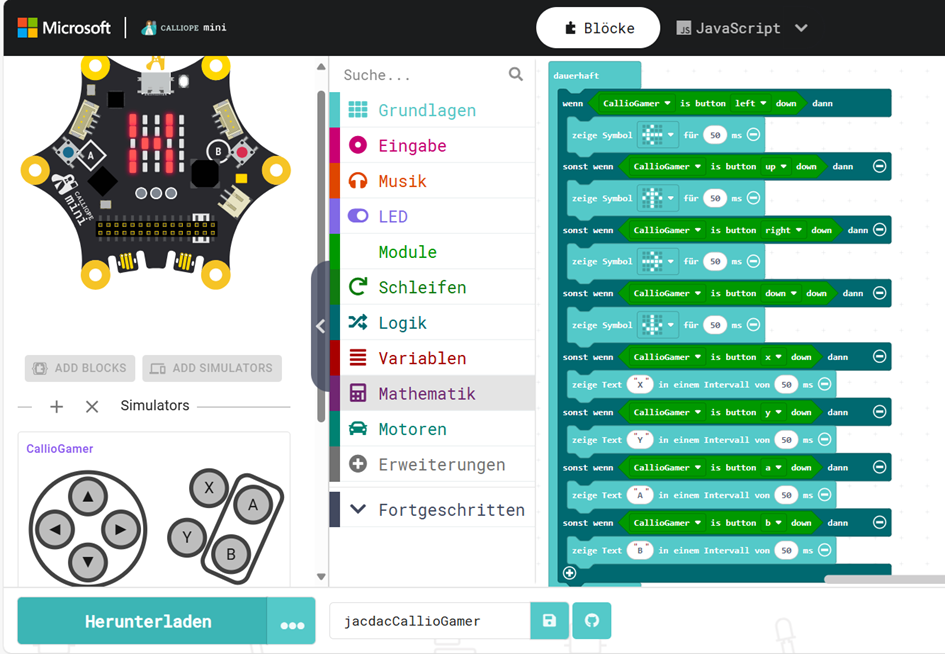 Microsoft
CALLIOPE mini
Blöcke
JS JavaScript
A
B
CALLIOPE
mini
ADD BLOCKS
ADD SIMULATORS
Simulators
CallioGamer
X
A
Y
B
Suche...
Grundlagen
Eingabe
Musik
LED
Module
Schleifen
Logik
Variablen
Mathematik
Motoren
Erweiterungen
Fortgeschritten
dauerhaft
wenn CallioGamer is button left down dann
zeige Symbol für 50 ms
sonst wenn CallioGamer is button up down dann
zeige Symbol für 50 ms
sonst wenn CallioGamer is button right down dann
zeige Symbol für 50 ms
sonst wenn CallioGamer is button down down dann
zeige Symbol für 50 ms
sonst wenn CallioGamer is button x down dann
zeige Text "X" in einem Intervall von 50 ms
sonst wenn CallioGamer is button y down dann
zeige Text "Y" in einem Intervall von 50 ms
sonst wenn CallioGamer is button a down dann
zeige Text "A" in einem Intervall von 50 ms
sonst wenn CallioGamer is button b down dann
zeige Text "B" in einem Intervall von 50 ms
Herunterladen
jacdacCallioGamer